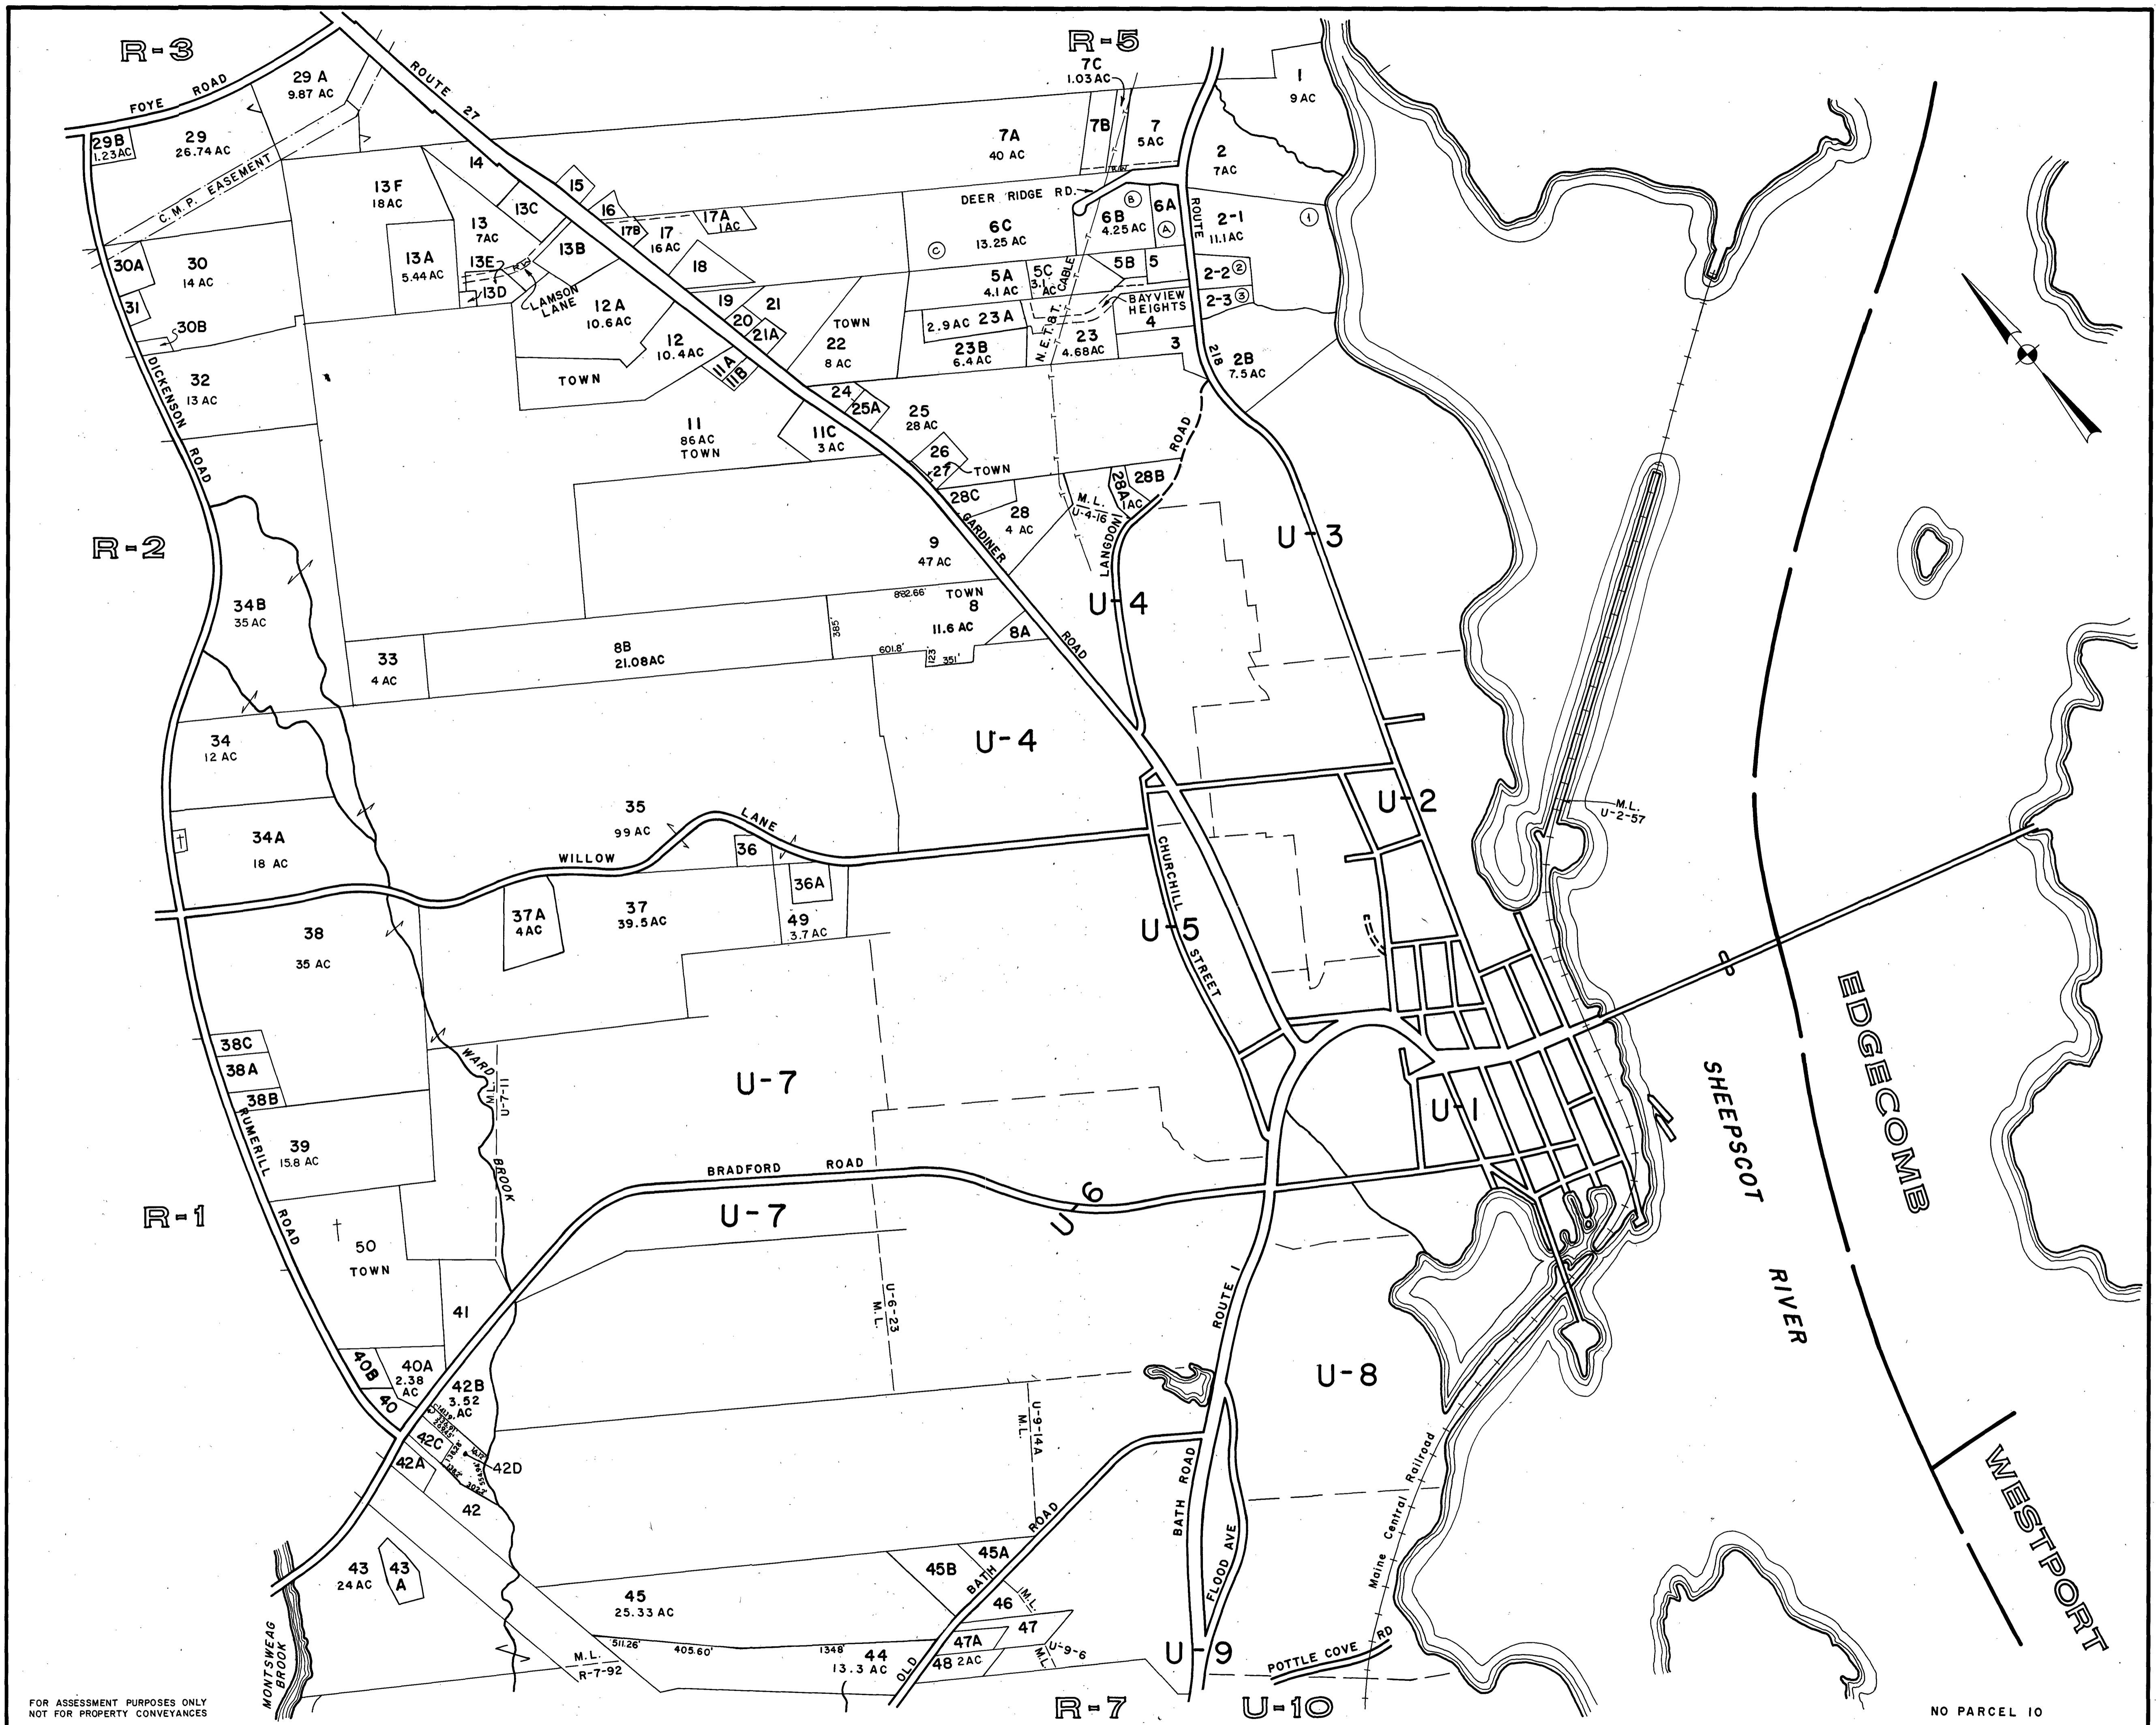 R-3
R-5
7C
1.03 AC
FOYE ROAD
29 A
9.87 AC
ROUTE 27
1
9 AC
29B
1.23 AC
29
26.74 AC
C. M. P. EASEMENT
7A
40 AC
7B
7
5 AC
R/W
2
7 AC
14
15
13 F
18 AC
13C
16
17A
1 AC
17B
17
16 AC
13
7 AC
13B
DEER RIDGE RD.
6C
13.25 AC
C
6B
4.25 AC
B
6A
A
ROUTE
2-1
11.1 AC
1
30A
30
14 AC
13A
5.44 AC
13E
13D
LAMSON LANE
18
5A
4.1 AC
5C
3.1 AC
5B
5
2-2
2
2-3
3
N. E. T. & T. CABLE
BAYVIEW HEIGHTS
31
30B
12 A
10.6 AC
19
20
21
21A
TOWN
22
8 AC
2.9 AC
23 A
23B
6.4 AC
23
4.68 AC
4
3
218
2B
7.5 AC
12
10.4 AC
11A
11B
TOWN
32
13 AC
DICKENSON ROAD
24
25A
25
28 AC
11
86 AC
TOWN
11C
3 AC
26
27
TOWN
ROAD
28C
28
4 AC
M. L.
U-4-16
28A
1 AC
28B
LANGDON
GARDINER
R-2
9
47 AC
U-3
34B
35 AC
882.66'
TOWN
8
11.6 AC
8A
U-4
385'
601.8'
123'
351'
ROAD
33
4 AC
8B
21.08 AC
34
12 AC
U-4
U-2
M.L.
U-2-57
35
99 AC
WILLOW LANE
34A
18 AC
36
36A
CHURCHILL STREET
38
35 AC
37A
4 AC
37
39.5 AC
49
3.7 AC
U-5
EDGECOMB
38C
38A
38B
WARD
M.L.
U-7-11
BROOK
U-7
U-1
SHEEPSCOT RIVER
RUMERILL ROAD
39
15.8 AC
BRADFORD ROAD
R-1
U-7
U 6
50
TOWN
41
U-6-23
M.L.
ROUTE 1
40B
40A
2.38 AC
40
42B
3.52 AC
U-8
42C
42A
42D
42
U-9-14A
M.L.
BATH ROAD
FLOOD AVE
Maine Central Railroad
WESTPORT
43
24 AC
43 A
45
25.33 AC
45B
45A
OLD BATH ROAD
46
M.L.
47
47A
48 2 AC
U-9-6
M.L.
MONTSWEAG BROOK
M.L.
R-7-92
511.26'
405.60'
1348'
44
13.3 AC
U-9
POTTLE COVE RD
R-7
U-10
FOR ASSESSMENT PURPOSES ONLY
NOT FOR PROPERTY CONVEYANCES
NO PARCEL 10